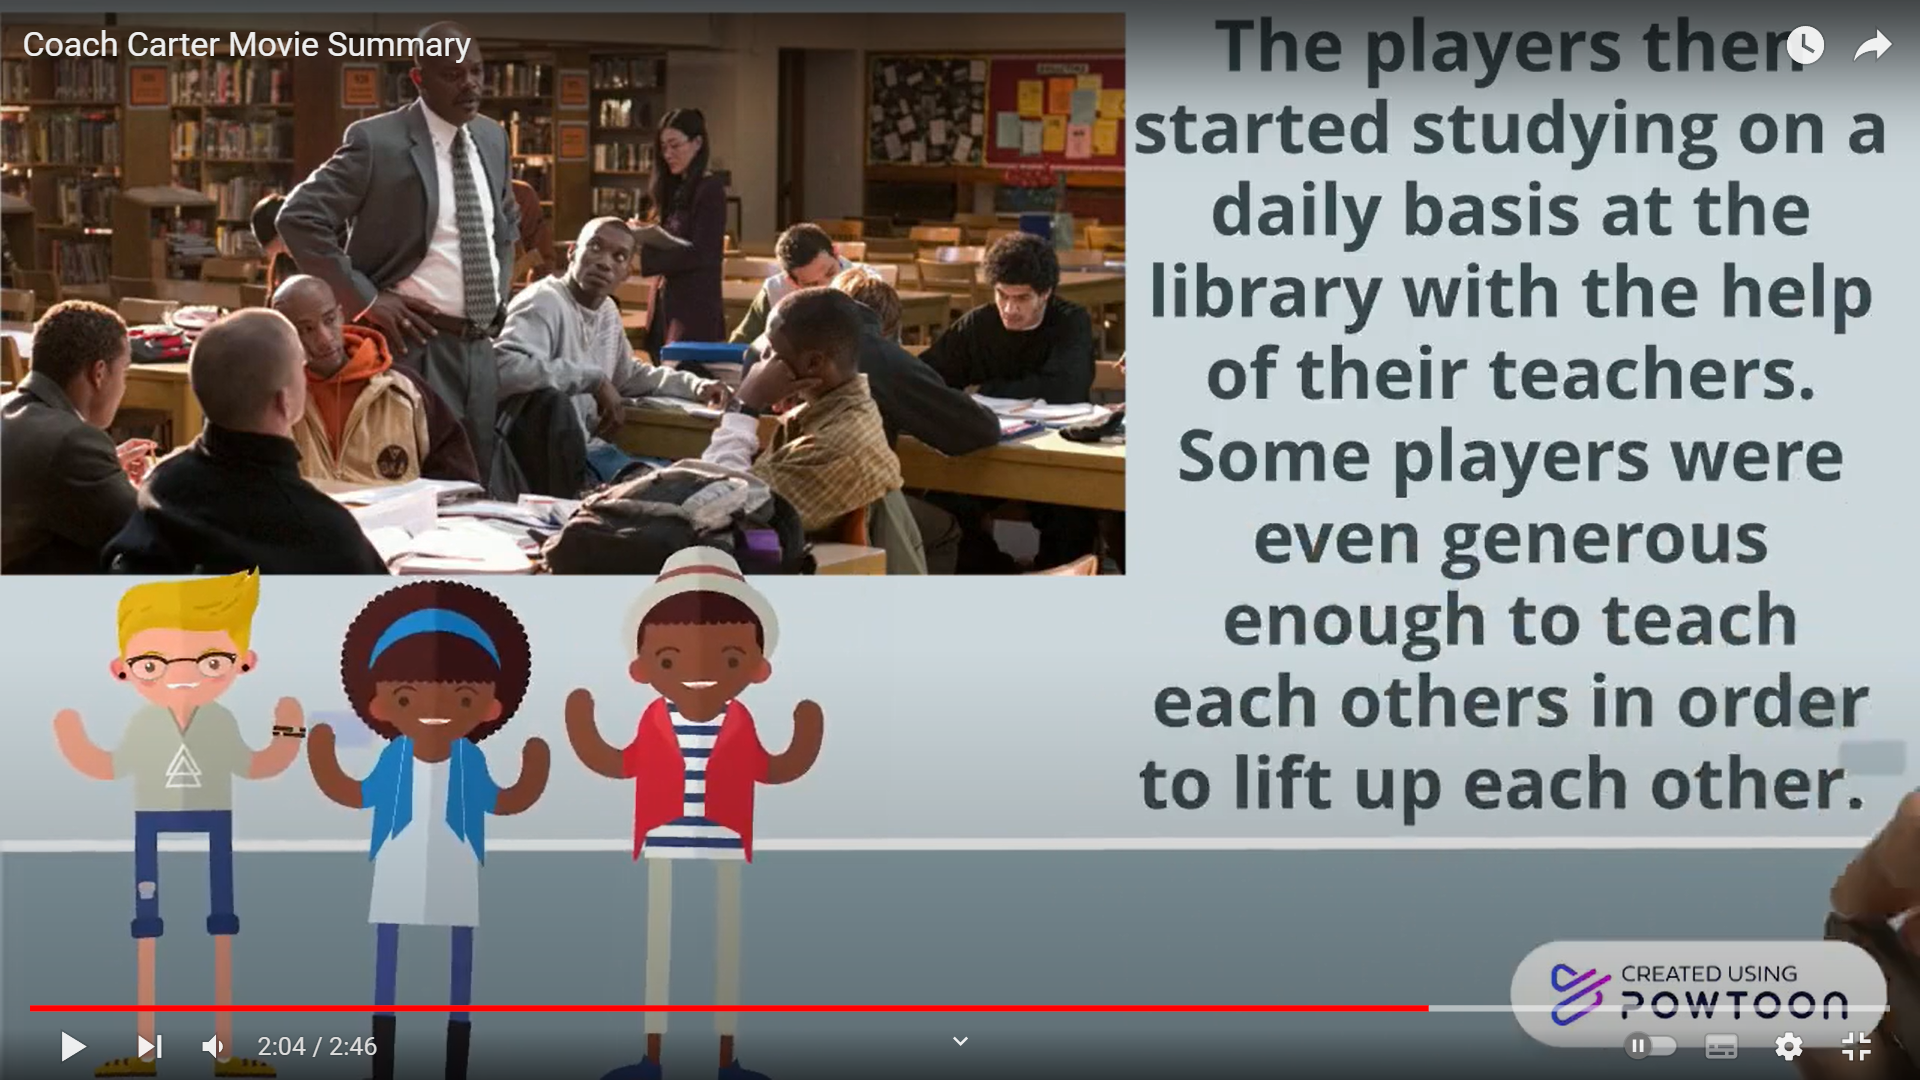 Coach Carter Movie Summary
The players then
started studying on a
daily basis at the
library with the help
of their teachers.
Some players were
even generous
enough to teach
each others in order
to lift up each other.
CREATED USING
POWTOON
2:04 / 2:46